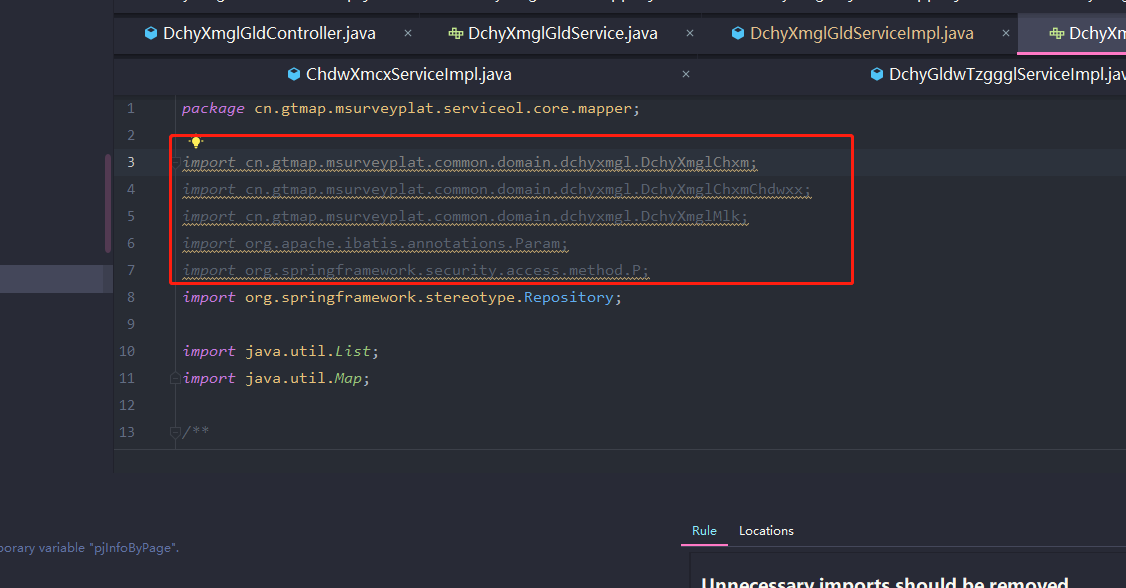 DchyXmglGldController.java
DchyXmglGldService.java
DchyXmglGldServiceImpl.java
DchyXm
ChdwXmcxServiceImpl.java
DchyGldwTzggglServiceImpl.jav
1 package cn.gtmap.msurveyplat.serviceol.core.mapper;
2
3 import cn.gtmap.msurveyplat.common.domain.dchyxmgl.DchyXmglChxm;
4 import cn.gtmap.msurveyplat.common.domain.dchyxmgl.DchyXmglChxmChdwxx;
5 import cn.gtmap.msurveyplat.common.domain.dchyxmgl.DchyXmglMlk;
6 import org.apache.ibatis.annotations.Param;
7 import org.springframework.security.access.method.P;
8 import org.springframework.stereotype.Repository;
9
10 import java.util.List;
11 import java.util.Map;
12
13 /**
Rule Locations
porary variable "pjInfoByPage".
Unnecessary imports should be removed